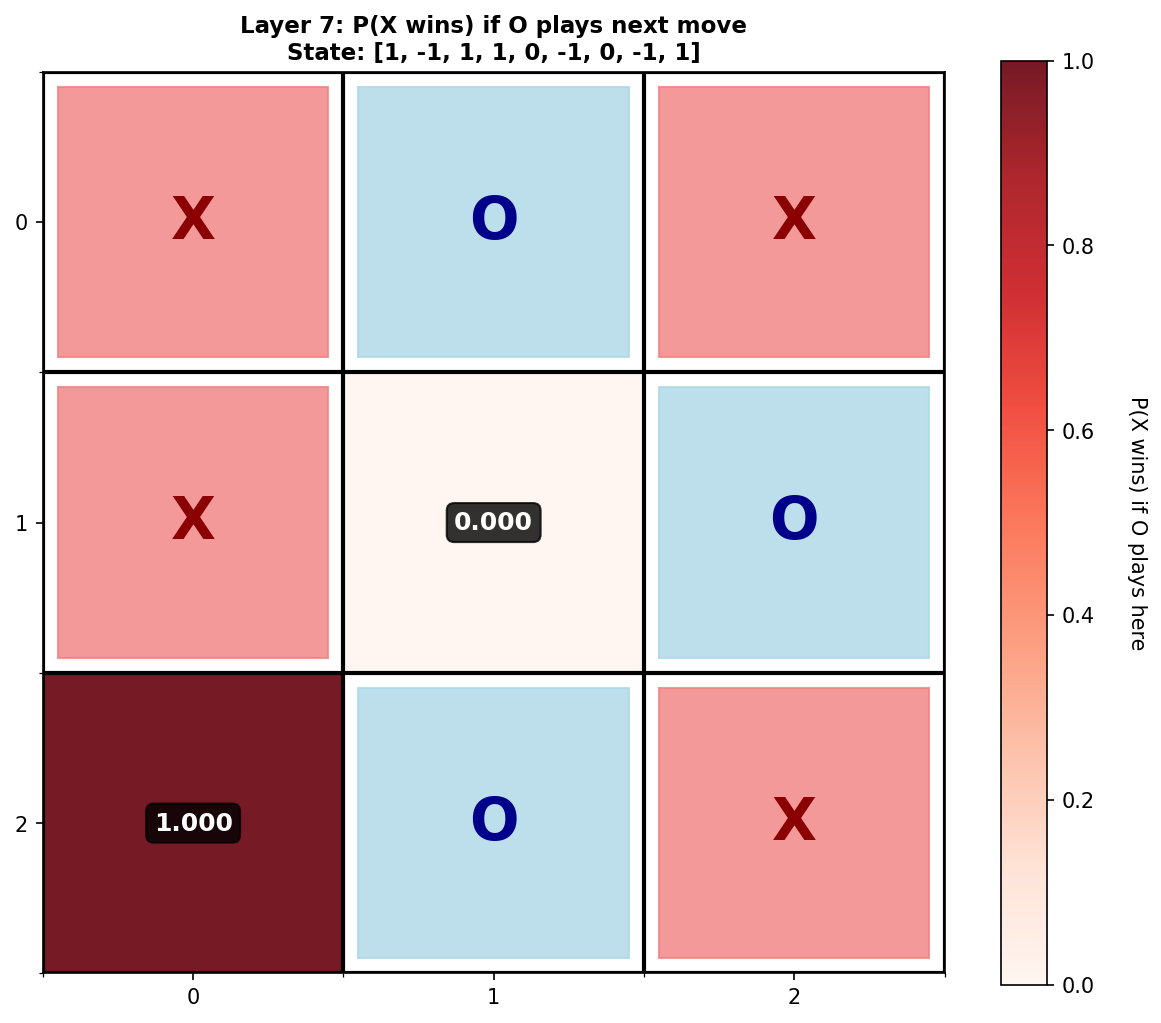 Layer 7: P(X wins) if O plays next move
State: [1, -1, 1, 1, 0, -1, 0, -1, 1]
X O X
X 0.000 O
1.000 O X
0
1
2
0 1 2
1.0
0.8
0.6
0.4
0.2
0.0
P(X wins) if O plays here